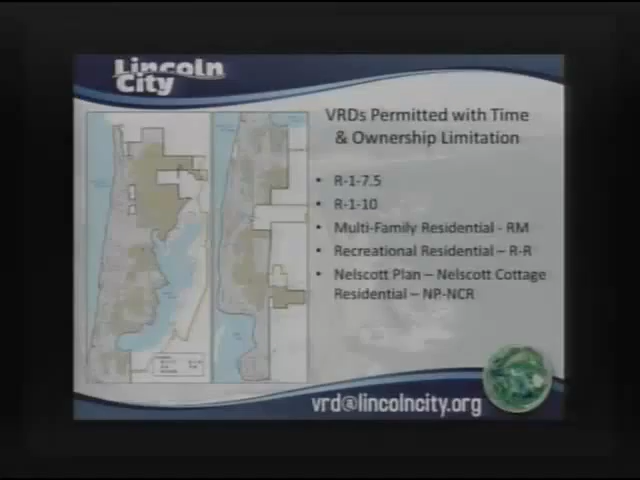 Lincoln
City
VRDs Permitted with Time
& Ownership Limitation
• R-1-7.5
• R-1-10
• Multi-Family Residential - RM
• Recreational Residential – R-R
• Nelscott Plan – Nelscott Cottage
Residential – NP-NCR
vrd@lincolncity.org